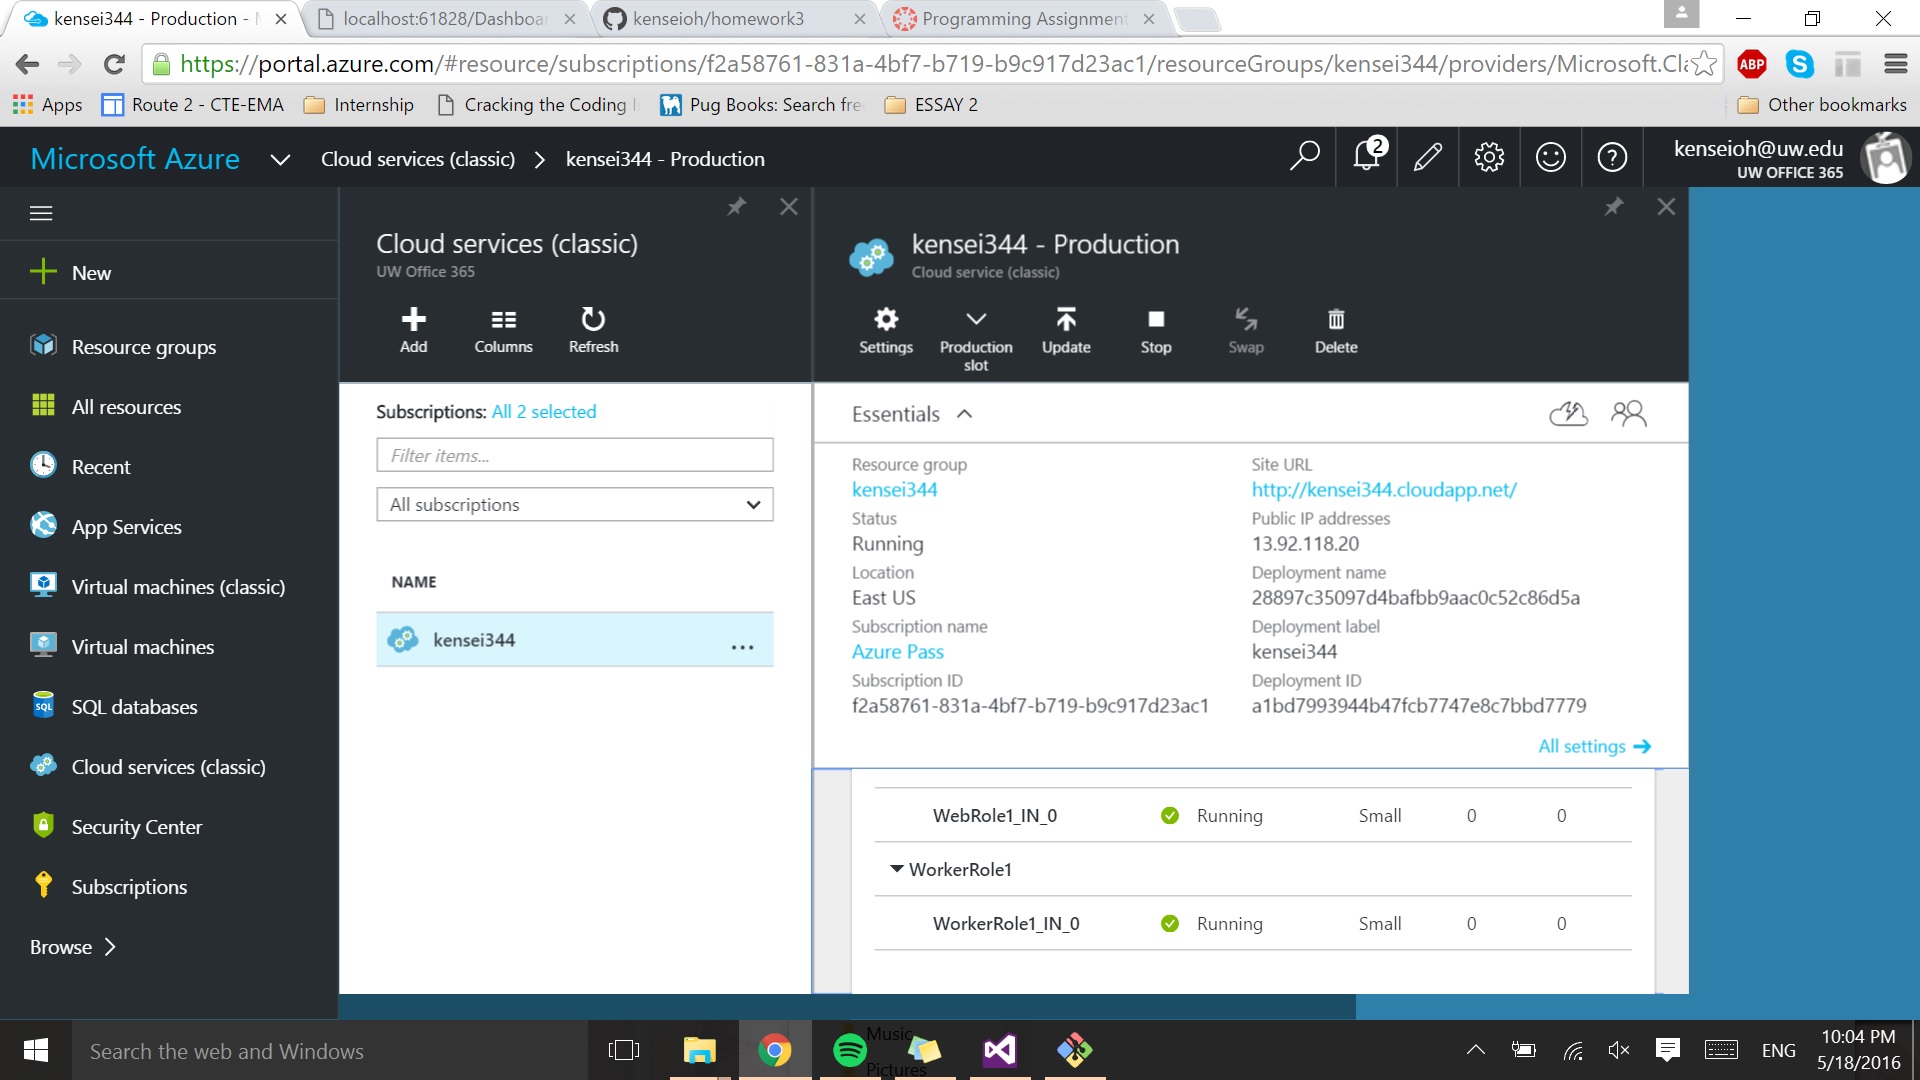 kensei344 - Production -
localhost:61828/Dashboa
kenseioh/homework3
Programming Assignment
https://portal.azure.com/#resource/subscriptions/f2a58761-831a-4bf7-b719-b9c917d23ac1/resourceGroups/kensei344/providers/Microsoft.Cl
ABP
Apps
Route 2 - CTE-EMA
Internship
Cracking the Coding
Pug Books: Search fre
ESSAY 2
Other bookmarks
Microsoft Azure
Cloud services (classic) > kensei344 - Production
2
kenseioh@uw.edu
UW OFFICE 365
New
Resource groups
All resources
Recent
App Services
Virtual machines (classic)
Virtual machines
SQL
SQL databases
Cloud services (classic)
Security Center
Subscriptions
Browse >
Cloud services (classic)
UW Office 365
Add
Columns
Refresh
Subscriptions: All 2 selected
Filter items...
All subscriptions
NAME
kensei344 ...
kensei344 - Production
Cloud service (classic)
Settings
Production slot
Update
Stop
Swap
Delete
Essentials
Resource group
kensei344
Status
Running
Location
East US
Subscription name
Azure Pass
Subscription ID
f2a58761-831a-4bf7-b719-b9c917d23ac1
Site URL
http://kensei344.cloudapp.net/
Public IP addresses
13.92.118.20
Deployment name
28897c35097d4bafbb9aac0c52c86d5a
Deployment label
kensei344
Deployment ID
a1bd7993944b47fcb7747e8c7bbd7779
All settings →
WebRole1_IN_0 Running Small 0 0
WorkerRole1
WorkerRole1_IN_0 Running Small 0 0
Search the web and Windows
Music
Pictures
ENG
10:04 PM
5/18/2016